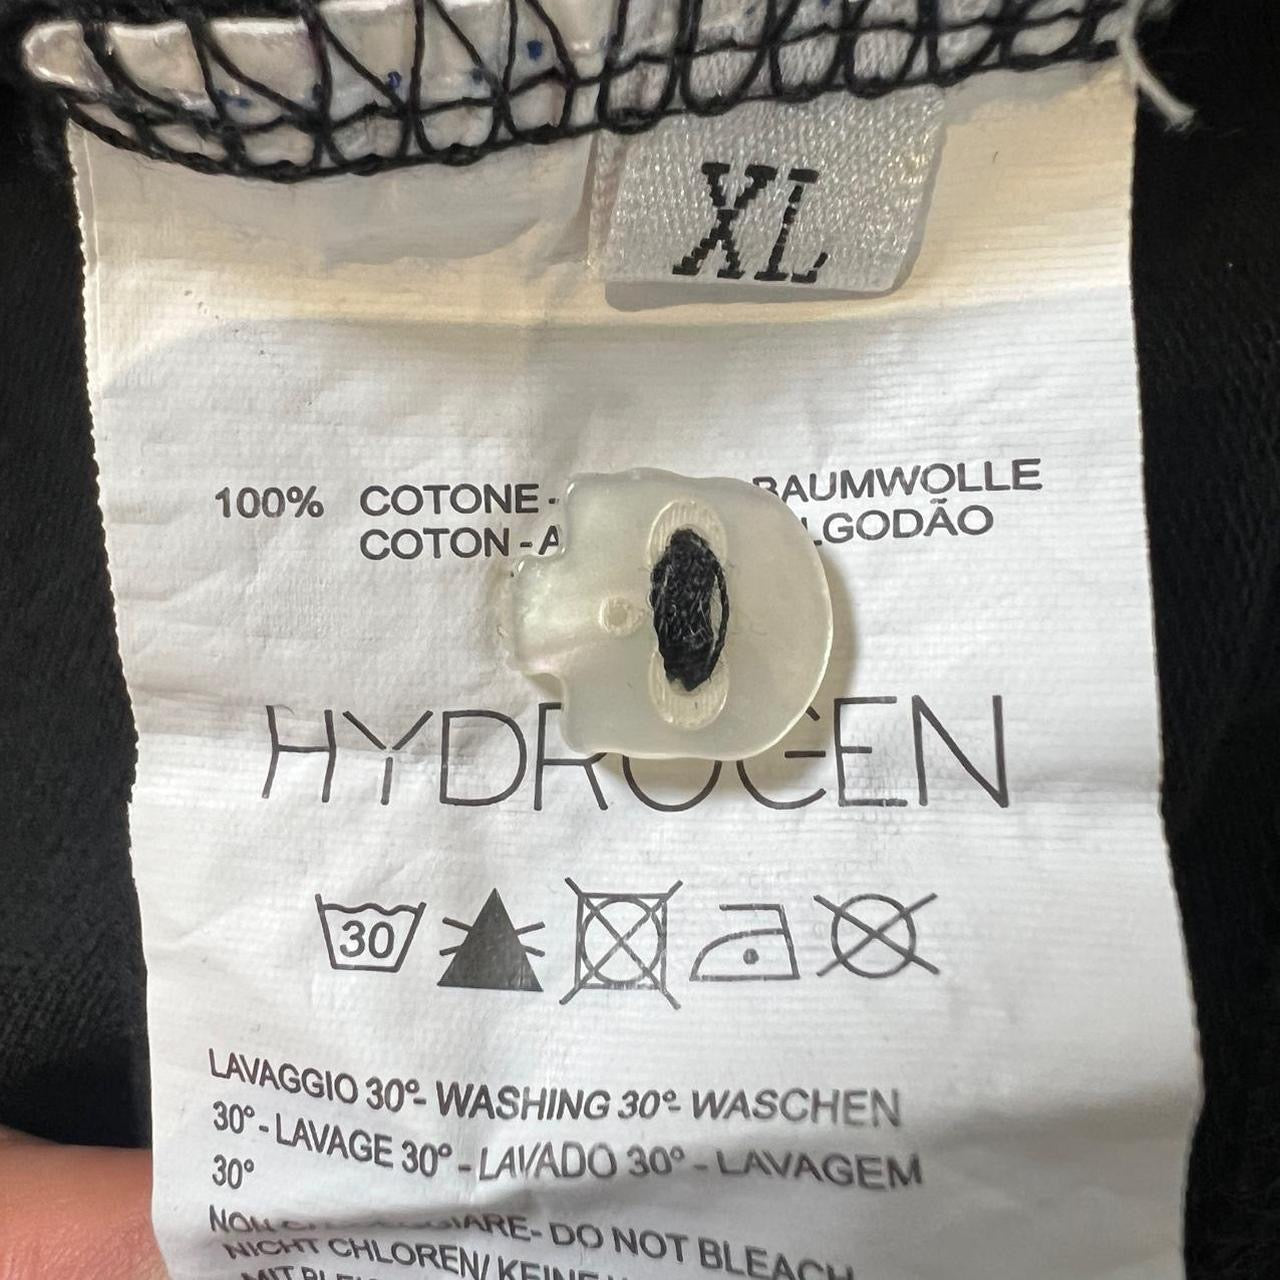 XL
100% COTONE - BAUMWOLLE
COTON - ALGODÃO
HYDROGEN
30
LAVAGGIO 30°- WASHING 30°- WASCHEN
30° - LAVAGE 30° - LAVADO 30° - LAVAGEM
30°
DO NOT BLEACH
NICHT CHLOREN/